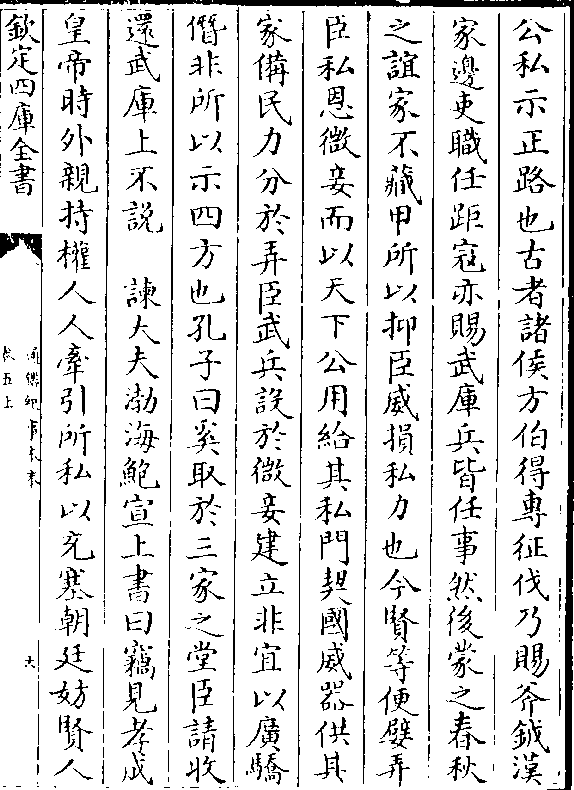 公私示正路也古者諸侯方伯得專征伐乃賜斧鉞漢
家邊吏職任距寇亦賜武庫兵皆任事然後蒙之春秋
之誼家不藏甲所以抑臣威損私力也今賢等便嬖弄
臣私恩微妾而以天下公用給其私門契國威器供其
家備民力分於弄臣武兵設於微妾建立非宜以廣驕
僭非所以示四方也孔子曰奚取於三家之堂臣請收
還武庫上不說　諫大夫渤海鮑宣上書曰竊見孝成
皇帝時外親持權人人牽引所私以充塞朝廷妨賢人
欽定四庫全書
通鑑紀事本末
卷五上